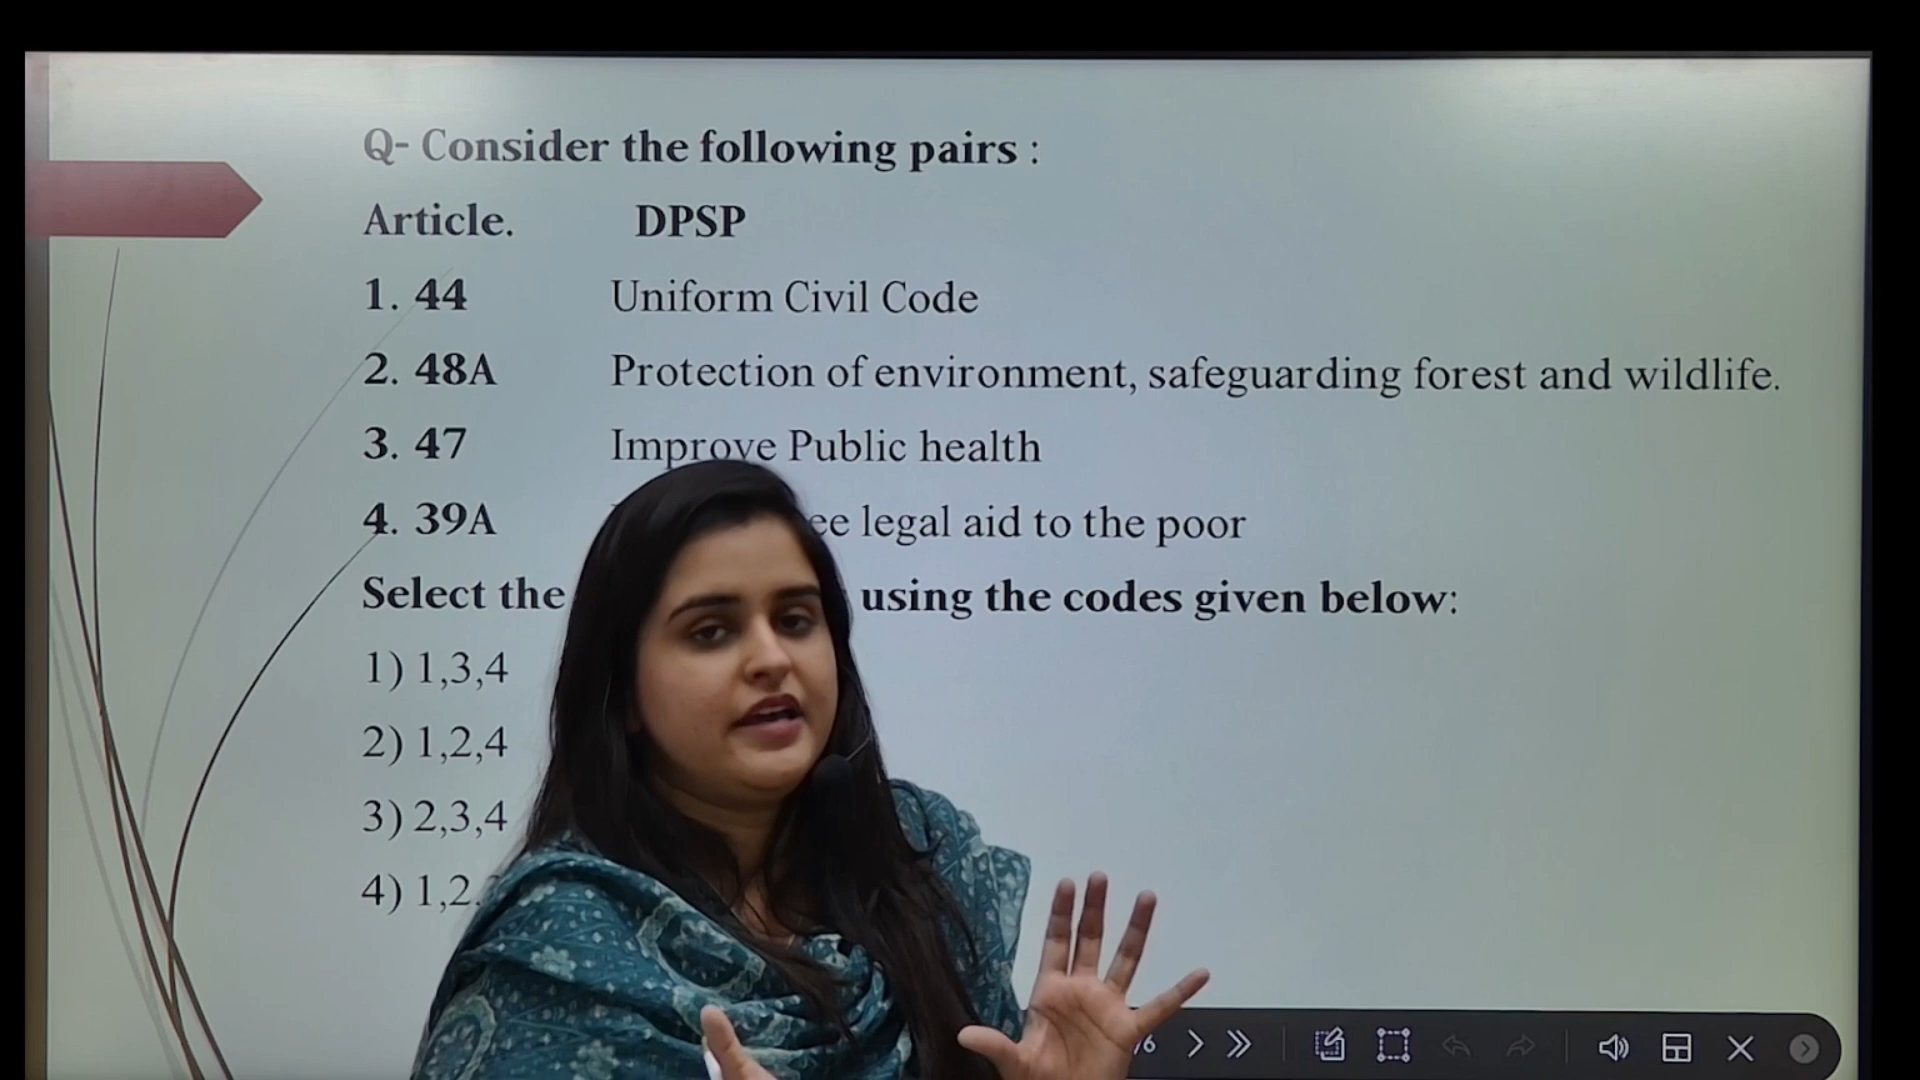 Q- Consider the following pairs :
Article. DPSP
1. 44 Uniform Civil Code
2. 48A Protection of environment, safeguarding forest and wildlife.
3. 47 Improve Public health
4. 39A legal aid to the poor
Select the using the codes given below:
1) 1,3,4
2) 1,2,4
3) 2,3,4
4) 1,2
/6